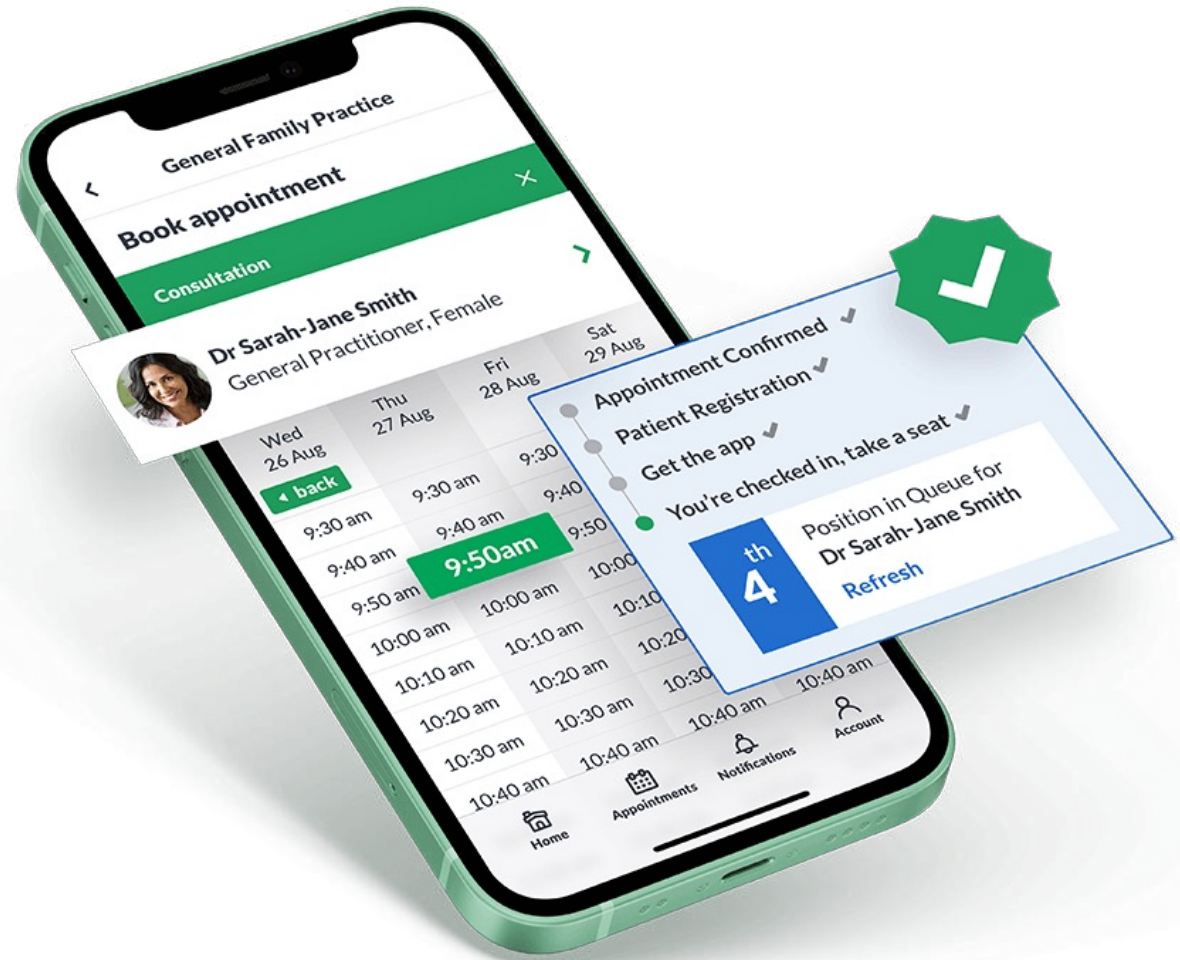 General Family Practice
Book appointment
Consultation
Dr Sarah-Jane Smith
General Practitioner, Female
Wed
26 Aug
Thu
27 Aug
Fri
28 Aug
Sat
29 Aug
back
9:30 am
9:40 am
9:50 am
10:00 am
10:10 am
10:20 am
10:30 am
10:40 am
9:30 am
9:40 am
9:50am
10:00 am
10:10 am
10:20 am
10:30 am
10:40 am
9:30
9:40
9:50
10:00
10:10
10:20
10:30
10:40 am
10:40 am
Home
Appointments
Notifications
Account
Appointment Confirmed
Patient Registration
Get the app
You're checked in, take a seat
th
4
Position in Queue for
Dr Sarah-Jane Smith
Refresh